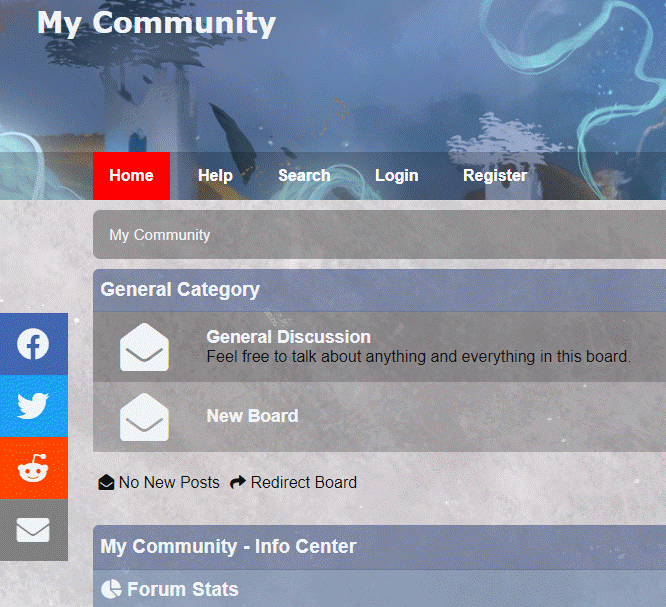 My Community
Home Help Search Login Register
My Community
General Category
General Discussion
Feel free to talk about anything and everything in this board.
New Board
No New Posts Redirect Board
My Community - Info Center
Forum Stats